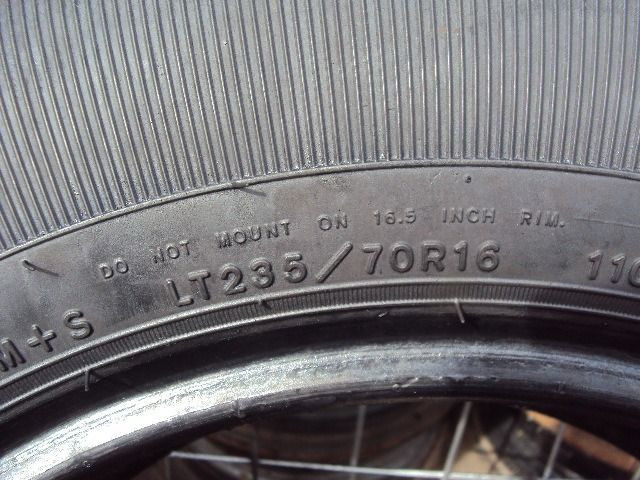 DO NOT MOUNT ON 16.5 INCH RIM.
M+S LT235/70R16